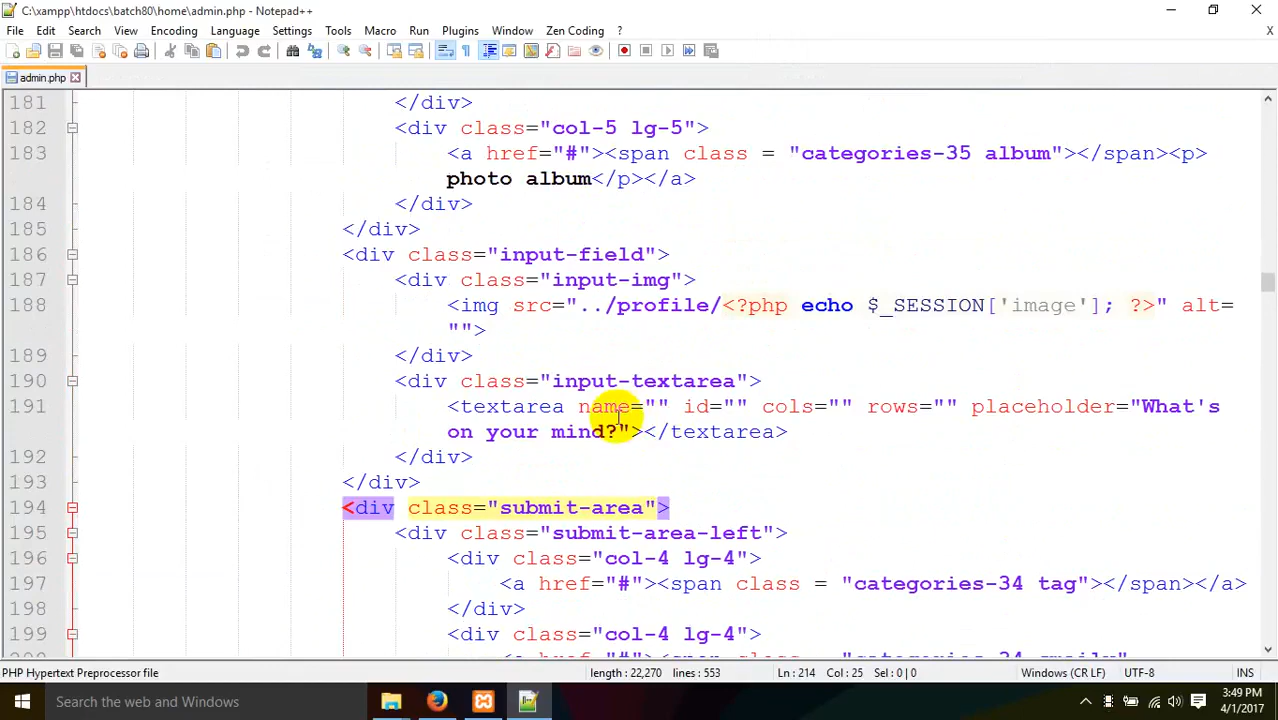 C:\xampp\htdocs\batch80\home\admin.php - Notepad++
File Edit Search View Encoding Language Settings Tools Macro Run Plugins Window Zen Coding ? X
admin.php
181 </div>
182 <div class="col-5 lg-5">
183 <a href="#"><span class = "categories-35 album"></span><p>
photo album</p></a>
184 </div>
185 </div>
186 <div class="input-field">
187 <div class="input-img">
188 <img src="../profile/<?php echo $_SESSION['image']; ?>" alt=
"">
189 </div>
190 <div class="input-textarea">
191 <textarea name="" id="" cols="" rows="" placeholder="What's
on your mind?"></textarea>
192 </div>
193 </div>
194 <div class="submit-area">
195 <div class="submit-area-left">
196 <div class="col-4 lg-4">
197 <a href="#"><span class = "categories-34 tag"></span></a>
198 </div>
199 <div class="col-4 lg-4">
PHP Hypertext Preprocessor file length : 22,270 lines : 553 Ln : 214 Col : 25 Sel : 0 | 0 Windows (CR LF) UTF-8 INS
Search the web and Windows
3:49 PM
4/1/2017